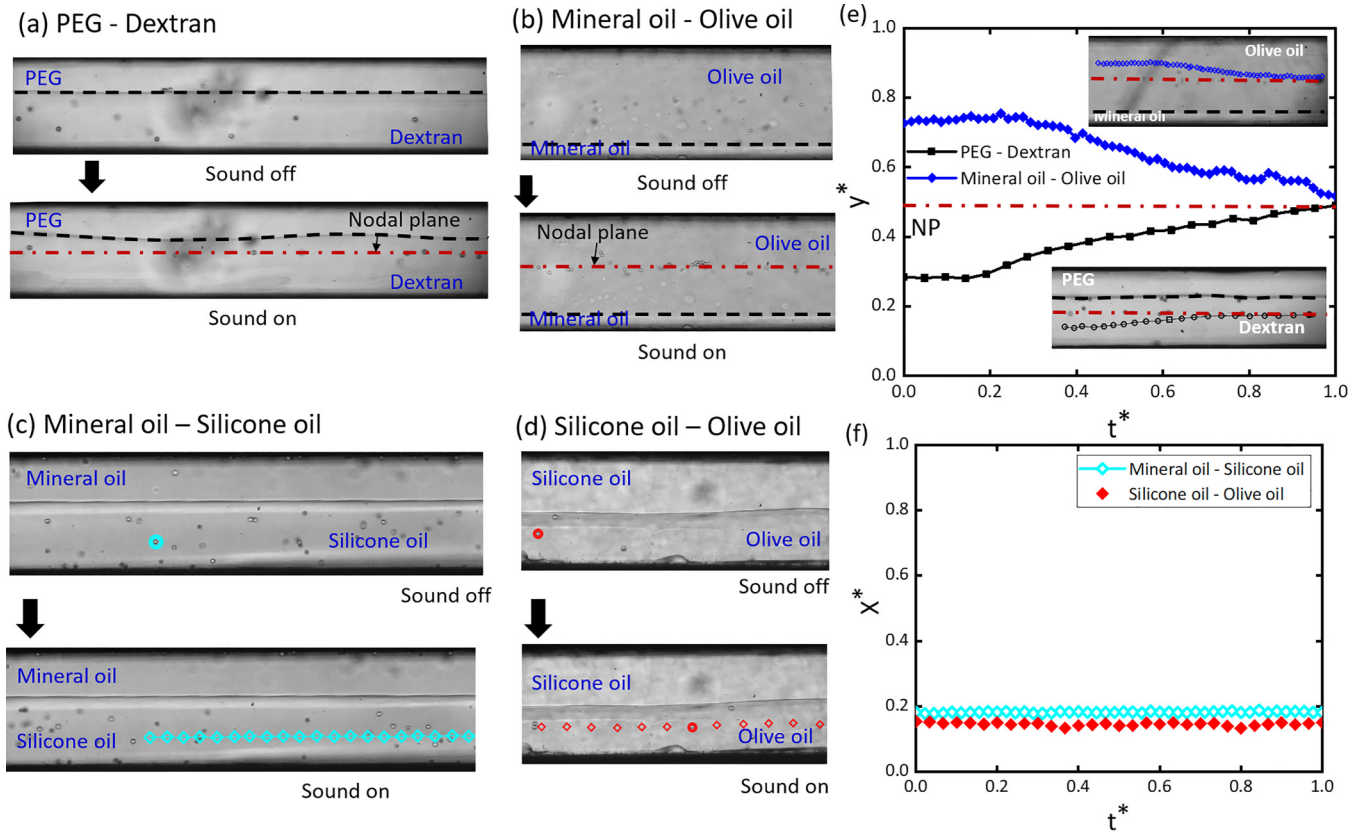 (a) PEG - Dextran
PEG
Dextran
Sound off
PEG
Nodal plane
Dextran
Sound on
(b) Mineral oil - Olive oil
Olive oil
Mineral oil
Sound off
Nodal plane
Olive oil
Mineral oil
Sound on
(e)
1.0
0.8
0.6
0.4
0.2
0.0
y*
Olive oil
Mineral oil
PEG - Dextran
Mineral oil - Olive oil
NP
PEG
Dextran
0.0 0.2 0.4 0.6 0.8 1.0
t*
(c) Mineral oil – Silicone oil
Mineral oil
Silicone oil
Sound off
Mineral oil
Silicone oil
Sound on
(d) Silicone oil – Olive oil
Silicone oil
Olive oil
Sound off
Silicone oil
Olive oil
Sound on
(f)
1.0
0.8
0.6
0.4
0.2
0.0
X*
Mineral oil - Silicone oil
Silicone oil - Olive oil
0.0 0.2 0.4 0.6 0.8 1.0
t*